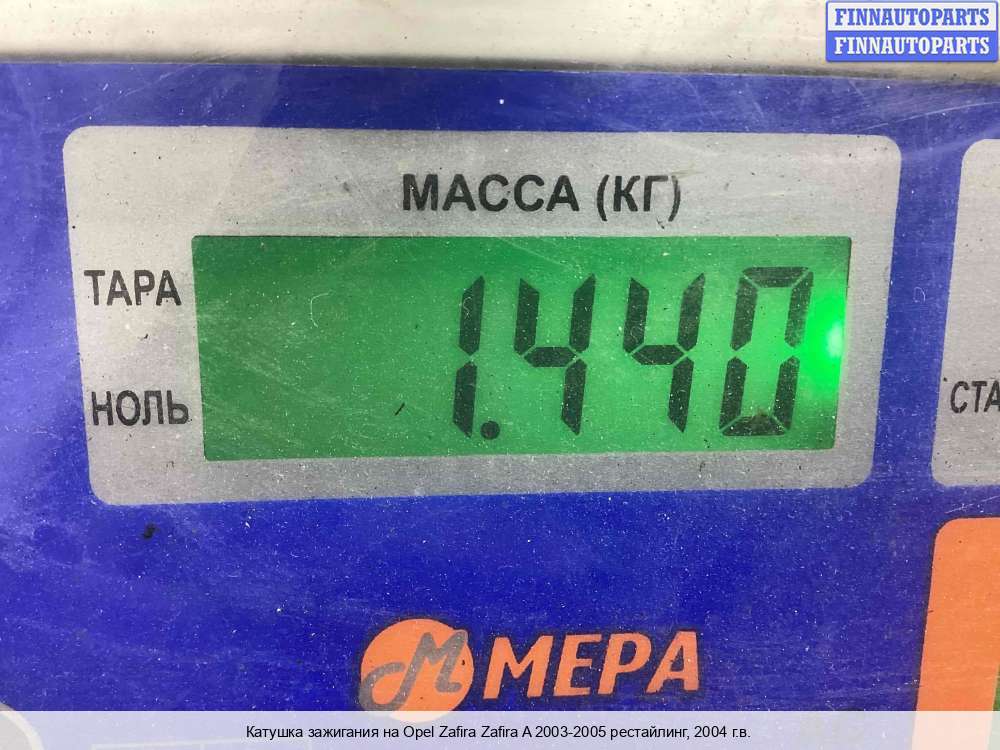 FINNAUTOPARTS
FINNAUTOPARTS
МАССА (КГ)
ТАРА
1.440
НОЛЬ
СТА
МЕРА
Катушка зажигания на Opel Zafira Zafira A 2003-2005 рестайлинг, 2004 г.в.